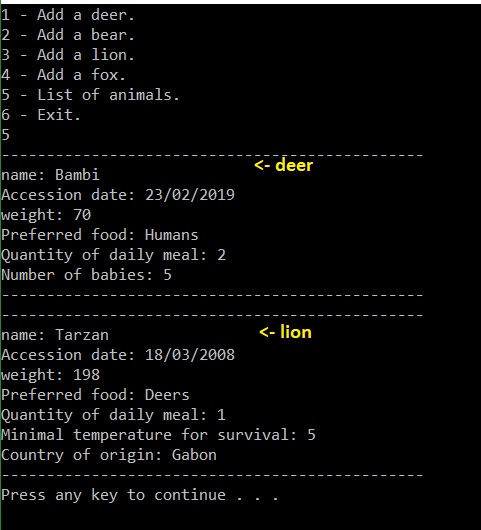 1 - Add a deer.
2 - Add a bear.
3 - Add a lion.
4 - Add a fox.
5 - List of animals.
6 - Exit.
5
-----------------------------------------------
<- deer
name: Bambi
Accession date: 23/02/2019
weight: 70
Preferred food: Humans
Quantity of daily meal: 2
Number of babies: 5
-----------------------------------------------
-----------------------------------------------
name: Tarzan <- lion
Accession date: 18/03/2008
weight: 198
Preferred food: Deers
Quantity of daily meal: 1
Minimal temperature for survival: 5
Country of origin: Gabon
-----------------------------------------------
Press any key to continue . . .